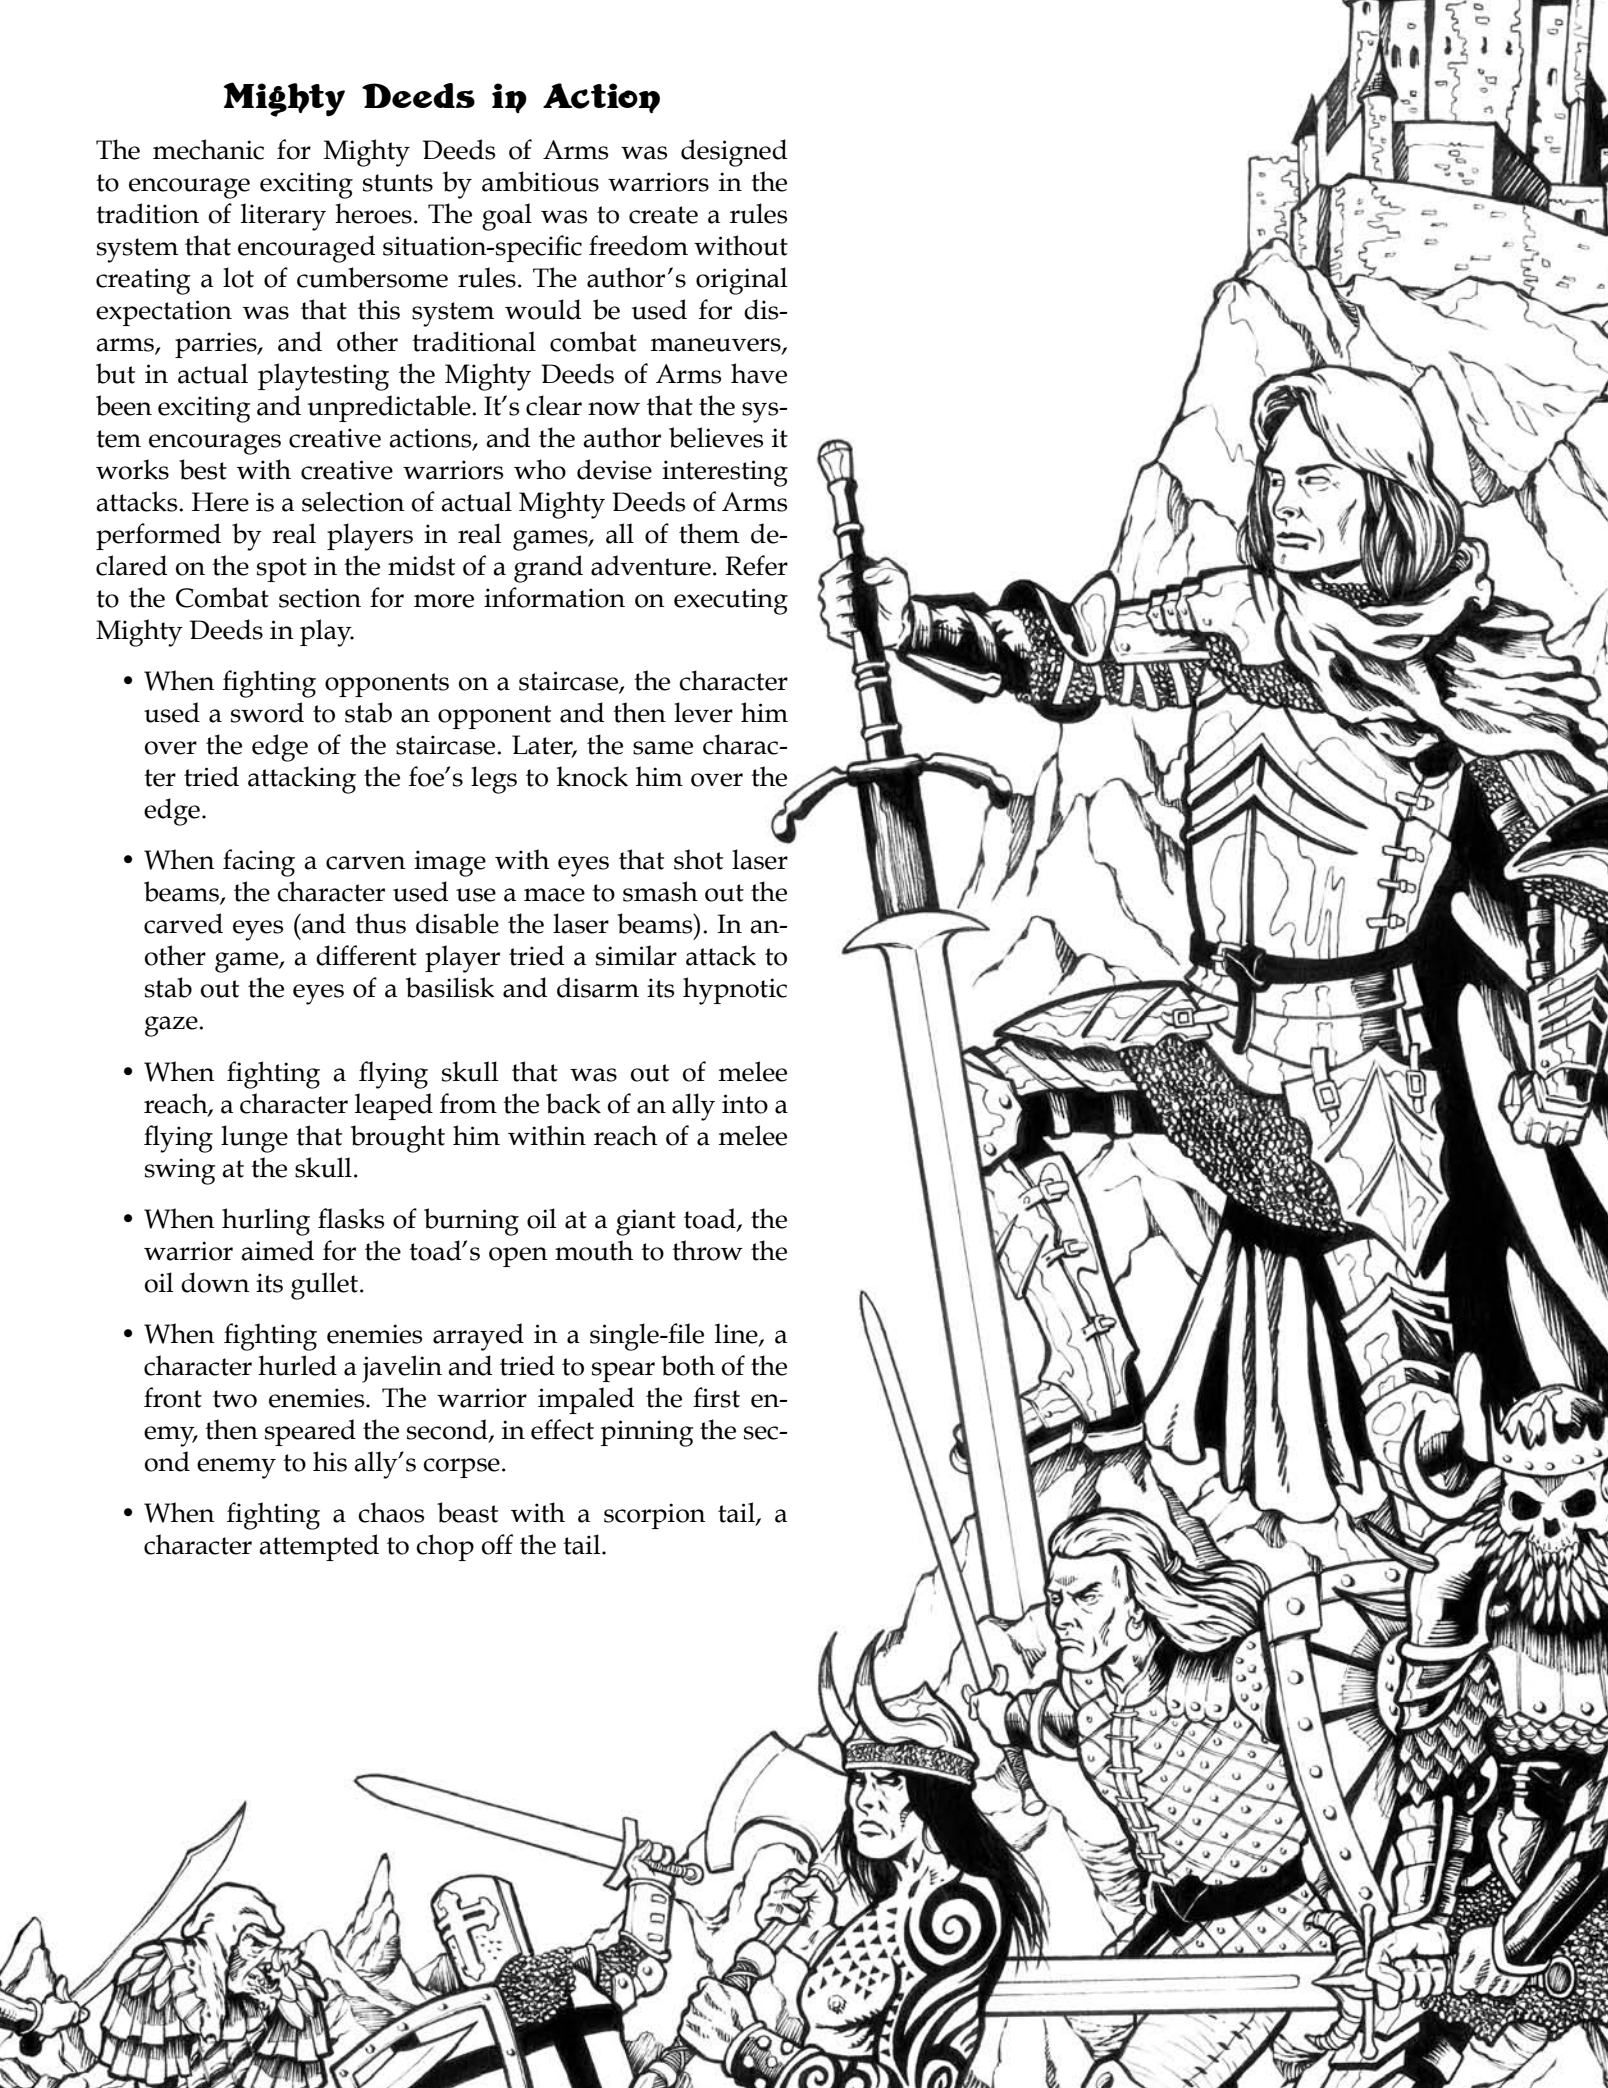 Mighty Deeds in Action
The mechanic for Mighty Deeds of Arms was designed
to encourage exciting stunts by ambitious warriors in the
tradition of literary heroes. The goal was to create a rules
system that encouraged situation-specific freedom without
creating a lot of cumbersome rules. The author's original
expectation was that this system would be used for dis-
arms, parries, and other traditional combat maneuvers,
but in actual playtesting the Mighty Deeds of Arms have
been exciting and unpredictable. It's clear now that the sys-
tem encourages creative actions, and the author believes it
works best with creative warriors who devise interesting
attacks. Here is a selection of actual Mighty Deeds of Arms
performed by real players in real games, all of them de-
clared on the spot in the midst of a grand adventure. Refer
to the Combat section for more information on executing
Mighty Deeds in play.
• When fighting opponents on a staircase, the character
used a sword to stab an opponent and then lever him
over the edge of the staircase. Later, the same charac-
ter tried attacking the foe's legs to knock him over the
edge.
• When facing a carven image with eyes that shot laser
beams, the character used use a mace to smash out the
carved eyes (and thus disable the laser beams). In an-
other game, a different player tried a similar attack to
stab out the eyes of a basilisk and disarm its hypnotic
gaze.
• When fighting a flying skull that was out of melee
reach, a character leaped from the back of an ally into a
flying lunge that brought him within reach of a melee
swing at the skull.
• When hurling flasks of burning oil at a giant toad, the
warrior aimed for the toad's open mouth to throw the
oil down its gullet.
• When fighting enemies arrayed in a single-file line, a
character hurled a javelin and tried to spear both of the
front two enemies. The warrior impaled the first en-
emy, then speared the second, in effect pinning the sec-
ond enemy to his ally's corpse.
• When fighting a chaos beast with a scorpion tail, a
character attempted to chop off the tail.